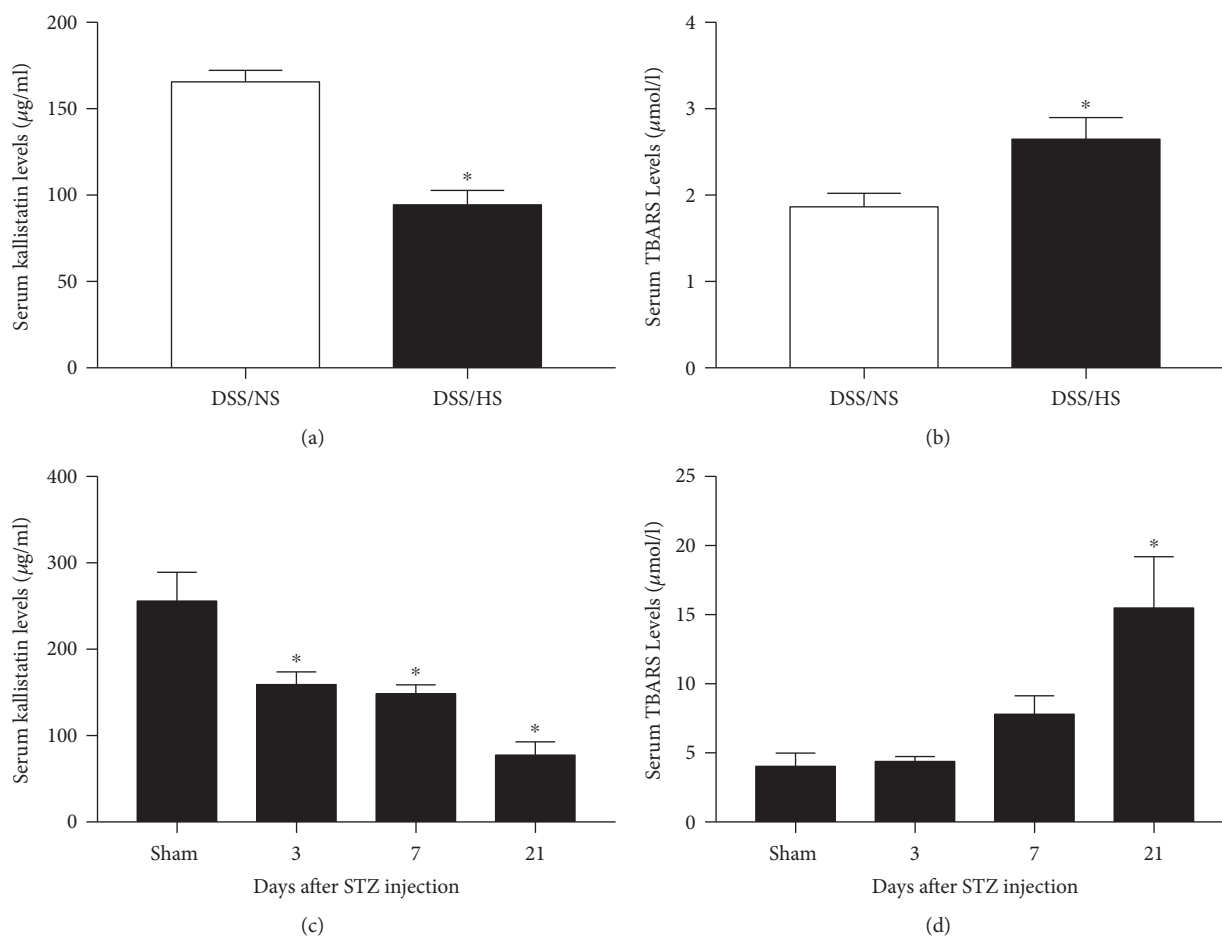 200
150
100
50
0
Serum kallistatin levels (μg/ml)
*
DSS/NS DSS/HS
(a)
4
3
2
1
0
Serum TBARS Levels (μmol/l)
*
DSS/NS DSS/HS
(b)
400
300
200
100
0
Serum kallistatin levels (μg/ml)
* * *
Sham 3 7 21
Days after STZ injection
(c)
25
20
15
10
5
0
Serum TBARS Levels (μmol/l)
*
Sham 3 7 21
Days after STZ injection
(d)